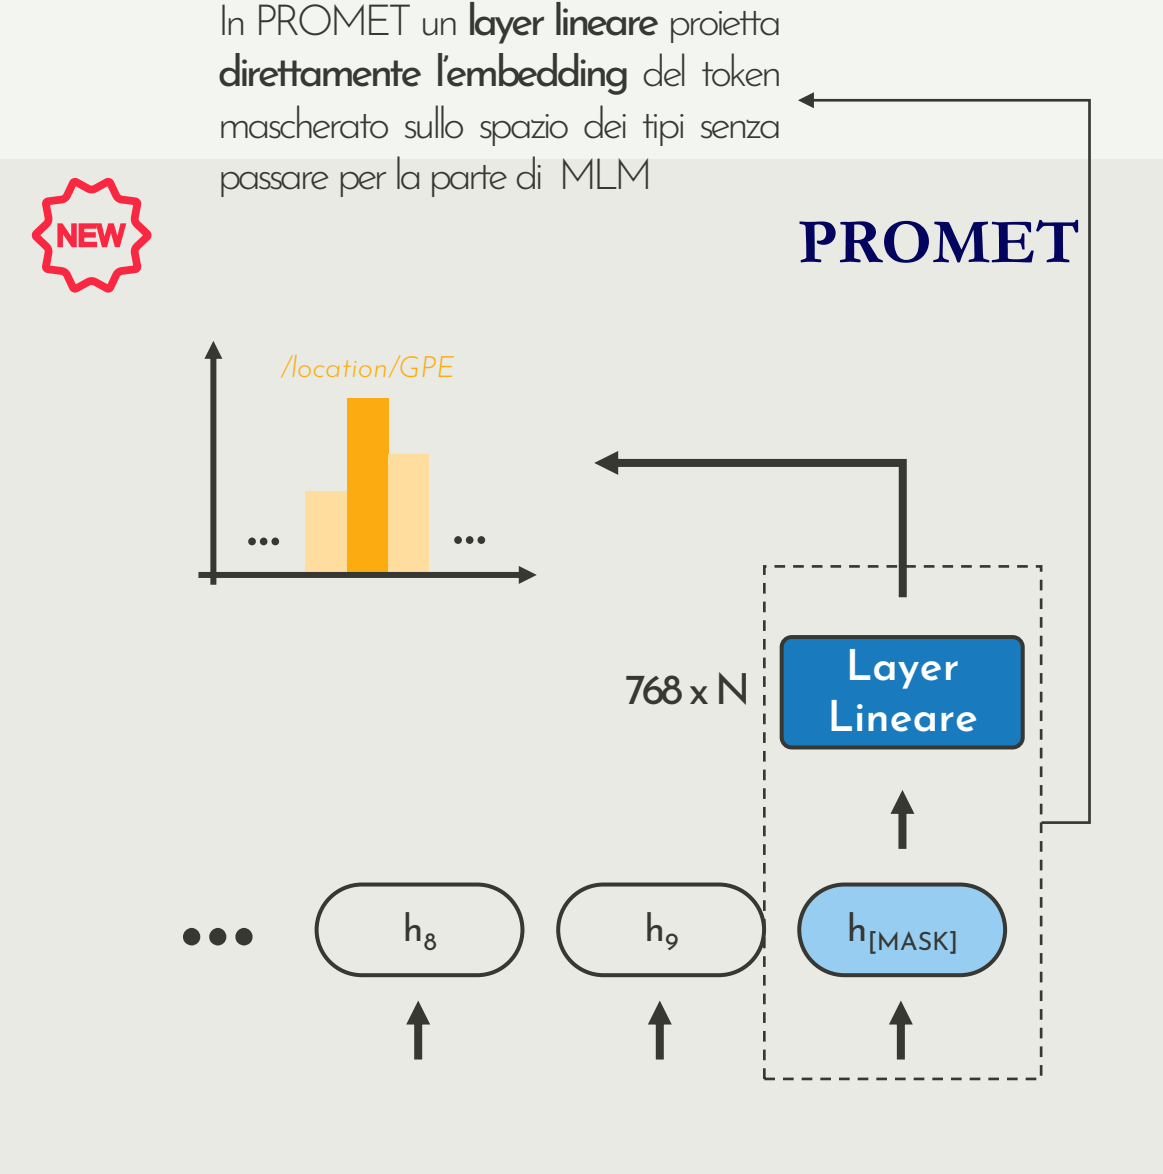 In PROMET un layer lineare proietta
direttamente l'embedding del token
mascherato sullo spazio dei tipi senza
passare per la parte di MLM
NEW
PROMET
/location/GPE
... ...
768 x N
Layer
Lineare
... h8 h9 h[MASK]